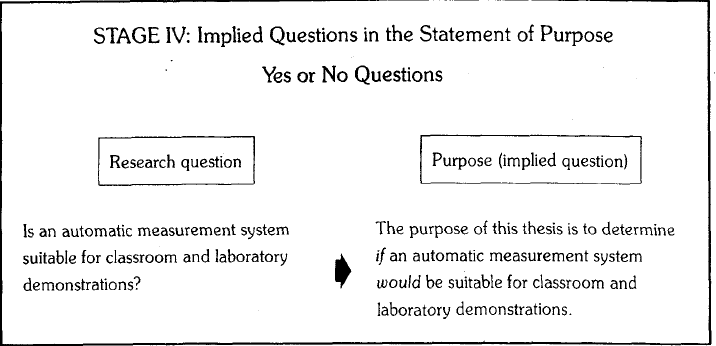 STAGE IV: Implied Questions in the Statement of Purpose
Yes or No Questions
Research question
Purpose (implied question)
Is an automatic measurement system
suitable for classroom and laboratory
demonstrations?
The purpose of this thesis is to determine
if an automatic measurement system
would be suitable for classroom and
laboratory demonstrations.